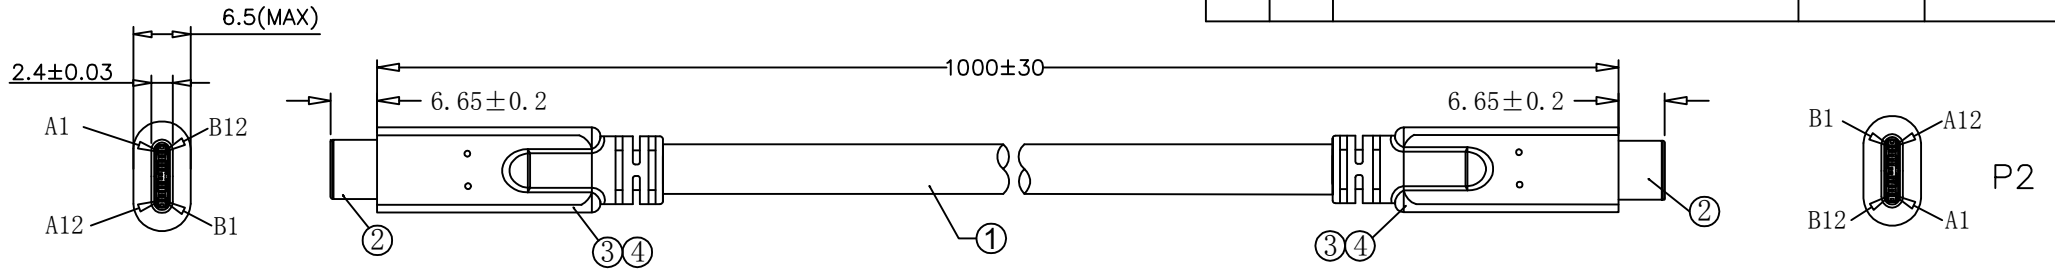 6.5(MAX)
2.4±0.03
1000±30
6.65±0.2
6.65±0.2
A1
B12
A12
B1
②
③④
①
③④
②
B1
A12
B12
A1
P2